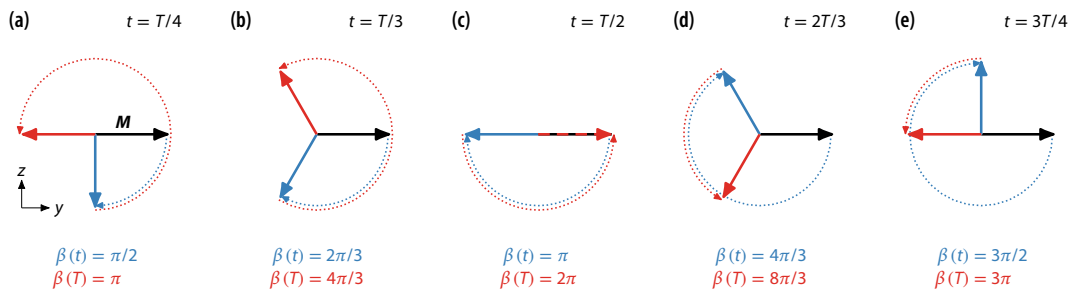 (a) t = T/4
(b) t = T/3
(c) t = T/2
(d) t = 2T/3
(e) t = 3T/4
M
z
y
β(t) = π/2
β(T) = π
β(t) = 2π/3
β(T) = 4π/3
β(t) = π
β(T) = 2π
β(t) = 4π/3
β(T) = 8π/3
β(t) = 3π/2
β(T) = 3π